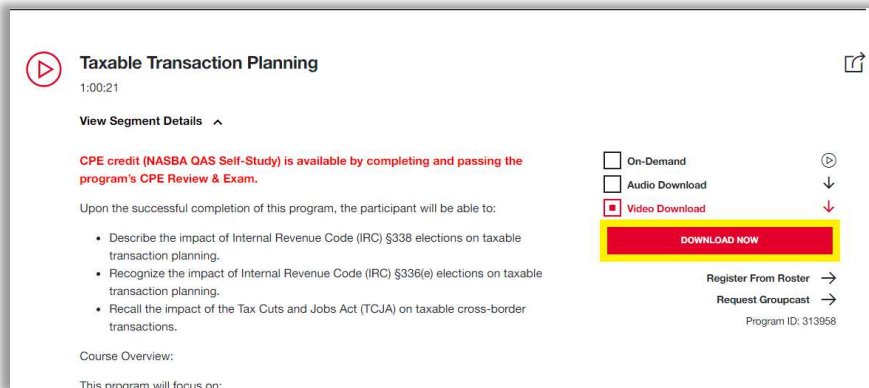 Taxable Transaction Planning
1:00:21
View Segment Details
CPE credit (NASBA QAS Self-Study) is available by completing and passing the
program's CPE Review & Exam.
Upon the successful completion of this program, the participant will be able to:
• Describe the impact of Internal Revenue Code (IRC) §338 elections on taxable
transaction planning.
• Recognize the impact of Internal Revenue Code (IRC) §336(e) elections on taxable
transaction planning.
• Recall the impact of the Tax Cuts and Jobs Act (TCJA) on taxable cross-border
transactions.
Course Overview:
This program will focus on:
On-Demand
Audio Download
Video Download
DOWNLOAD NOW
Register From Roster
Request Groupcast
Program ID: 313958